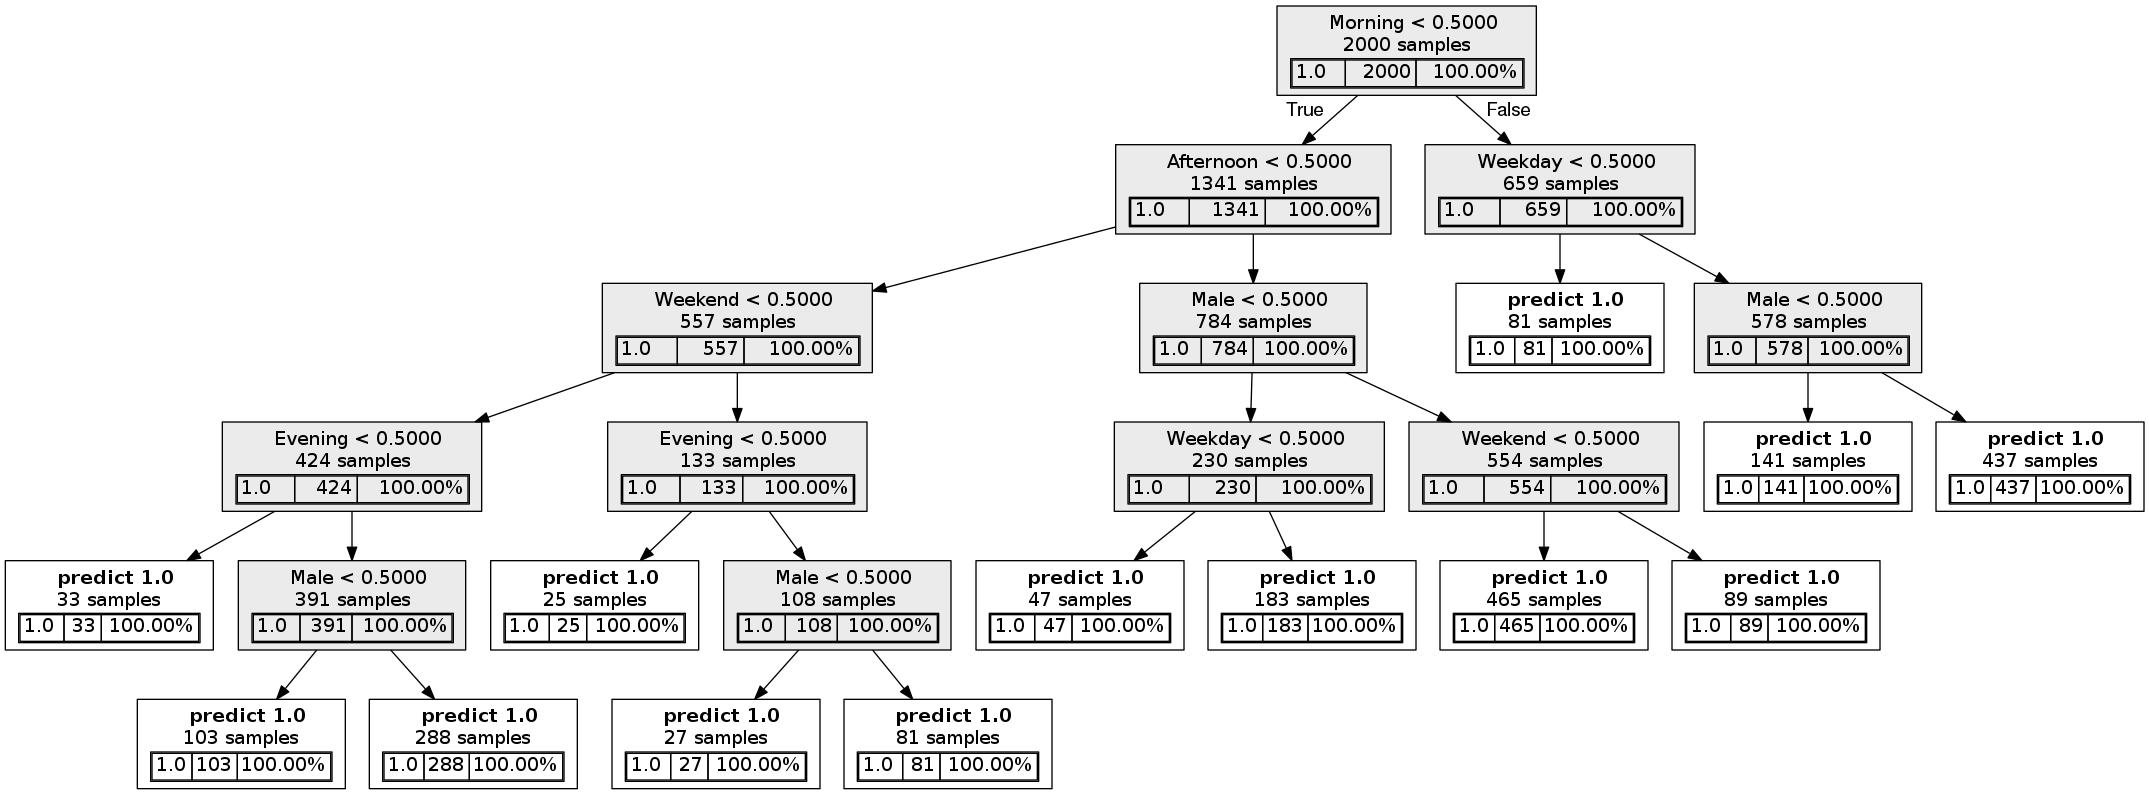 Morning < 0.5000
2000 samples
1.0 2000 100.00%
True
False
Afternoon < 0.5000
1341 samples
1.0 1341 100.00%
Weekday < 0.5000
659 samples
1.0 659 100.00%
Weekend < 0.5000
557 samples
1.0 557 100.00%
Male < 0.5000
784 samples
1.0 784 100.00%
predict 1.0
81 samples
1.0 81 100.00%
Male < 0.5000
578 samples
1.0 578 100.00%
Evening < 0.5000
424 samples
1.0 424 100.00%
Evening < 0.5000
133 samples
1.0 133 100.00%
Weekday < 0.5000
230 samples
1.0 230 100.00%
Weekend < 0.5000
554 samples
1.0 554 100.00%
predict 1.0
141 samples
1.0 141 100.00%
predict 1.0
437 samples
1.0 437 100.00%
predict 1.0
33 samples
1.0 33 100.00%
Male < 0.5000
391 samples
1.0 391 100.00%
predict 1.0
25 samples
1.0 25 100.00%
Male < 0.5000
108 samples
1.0 108 100.00%
predict 1.0
47 samples
1.0 47 100.00%
predict 1.0
183 samples
1.0 183 100.00%
predict 1.0
465 samples
1.0 465 100.00%
predict 1.0
89 samples
1.0 89 100.00%
predict 1.0
103 samples
1.0 103 100.00%
predict 1.0
288 samples
1.0 288 100.00%
predict 1.0
27 samples
1.0 27 100.00%
predict 1.0
81 samples
1.0 81 100.00%